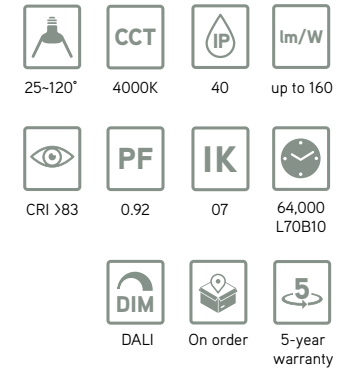 CCT
IP
lm/W
25~120°
4000K
40
up to 160
PF
IK
CRI >83
0.92
07
64,000
L70B10
DIM
5
DALI
On order
5-year
warranty